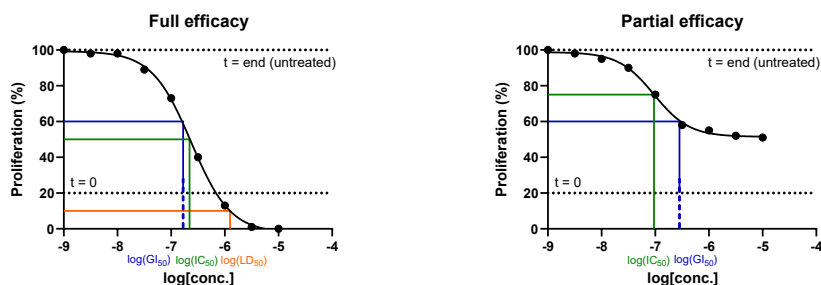 Full efficacy
Proliferation (%)
100
80
60
40
20
0
t = end (untreated)
t = 0
-9
-8
-7
-6
-5
-4
log(GI50)
log(IC50)
log(LD50)
log[conc.]
Partial efficacy
Proliferation (%)
100
80
60
40
20
0
t = end (untreated)
t = 0
-9
-8
-7
-6
-5
-4
log(IC50)
log(GI50)
log[conc.]